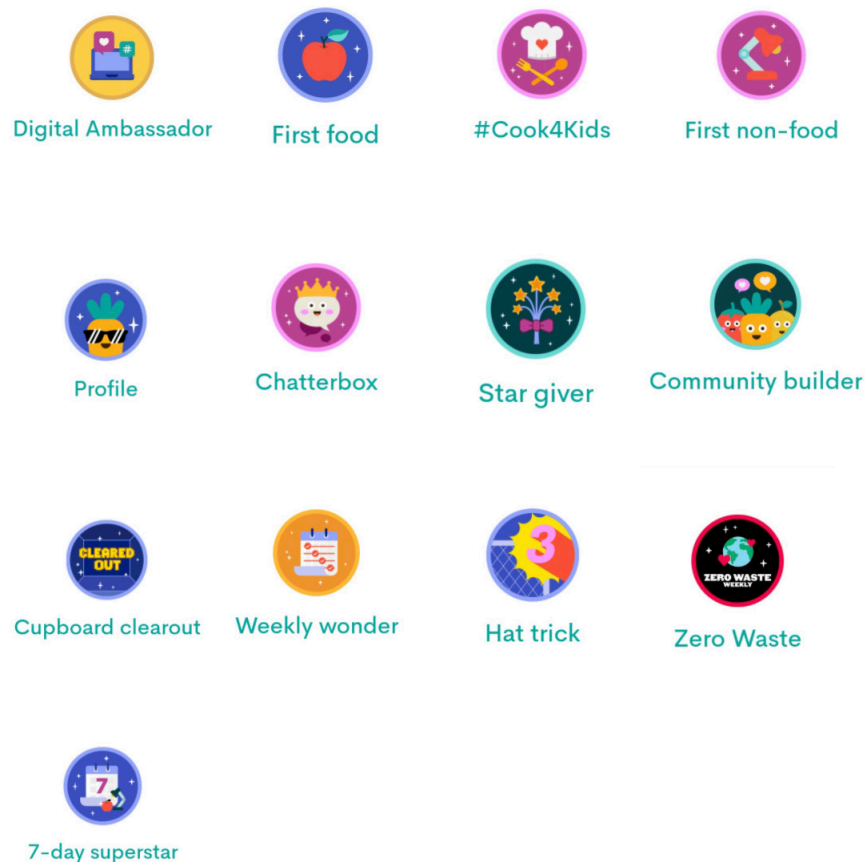 #
Digital Ambassador
First food
#Cook4Kids
First non-food
Profile
Chatterbox
Star giver
Community builder
CLEARED
OUT
Cupboard clearout
Weekly wonder
3
Hat trick
ZERO WASTE
WEEKLY
Zero Waste
7
7-day superstar